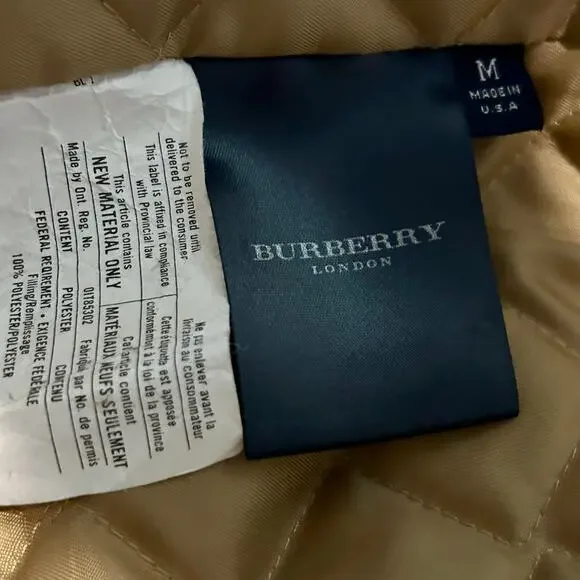 M
MADE IN
U.S.A
BURBERRY
LONDON
Not to be removed until
delivered to the consumer
This label is affixed in compliance
with Provincial law
This article contains
NEW MATERIAL ONLY
Made by Ont. Reg. No.
CONTENT
POLYESTER
CONTENU
FEDERAL REQUIREMENT • EXIGENCE FEDERALE
Filling/Remplissage
100% POLYESTER/POLYESTER
Ne pas enlever avant la
livraison au consommateur
Cette étiquette est apposée
conformément à la loi de la province
Cet article contient
MATÉRIAUX NEUFS SEULEMENT
Fabriqué par No. de permis